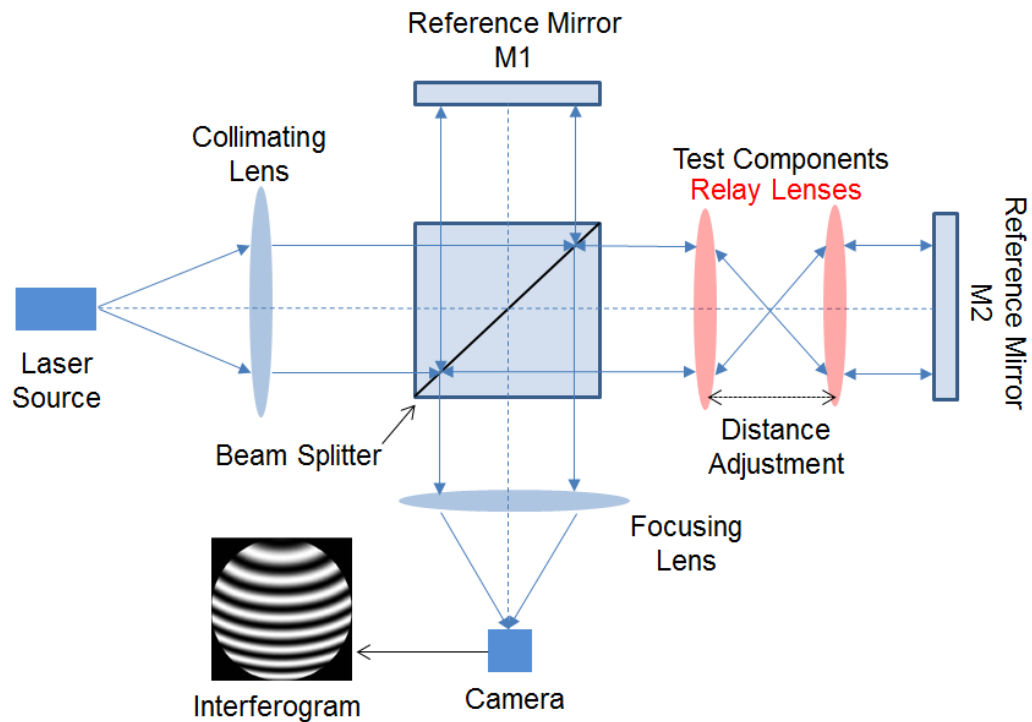 Reference Mirror
M1
Collimating
Lens
Test Components
Relay Lenses
Reference Mirror
M2
Laser
Source
Beam Splitter
Distance
Adjustment
Focusing
Lens
Interferogram
Camera